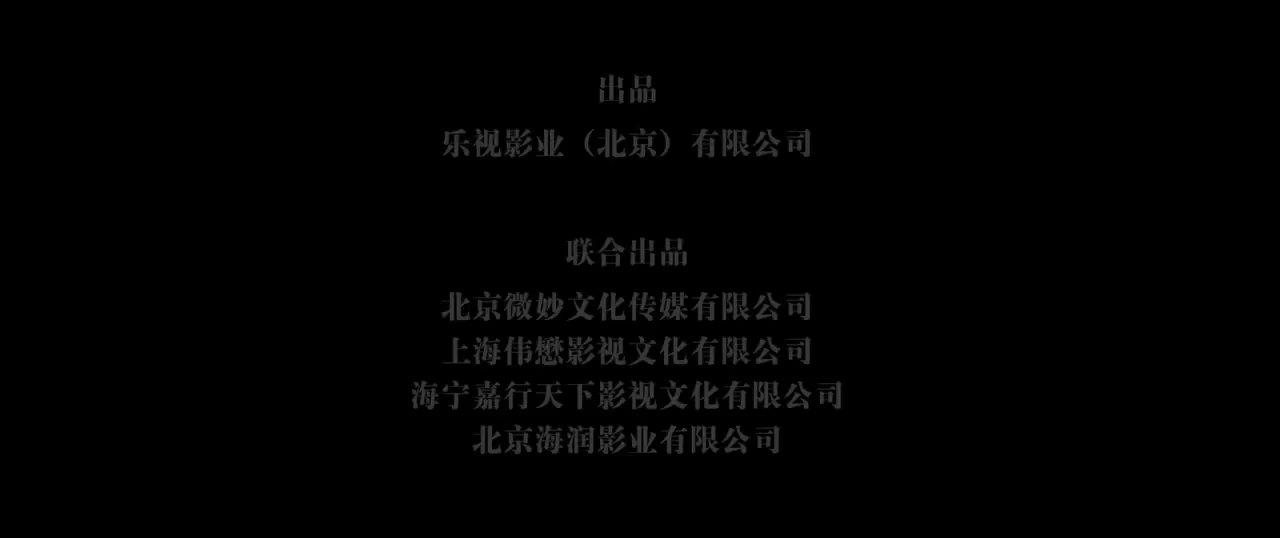 出品
乐视影业（北京）有限公司
联合出品
北京微妙文化传媒有限公司
上海伟懋影视文化有限公司
海宁嘉行天下影视文化有限公司
北京海润影业有限公司